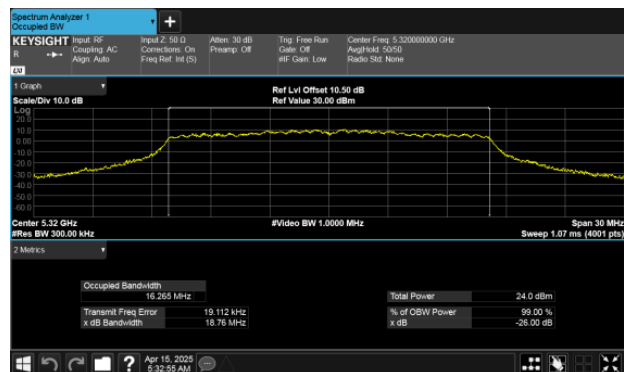 Spectrum Analyzer 1
Occupied BW
+
KEYSIGHT Input: RF Input Z: 50 Ω Atten: 30 dB Trig: Free Run Center Freq: 5.320000000 GHz
R Coupling: AC Corrections: On Preamp: Off Gate: Off Avg|Hold: 50/50
Align: Auto Freq Ref: Int (S) #IF Gain: Low Radio Std: None
LXI
1 Graph Ref Lvl Offset 10.50 dB
Scale/Div 10.0 dB Ref Value 30.00 dBm
Log
20.0
10.0
0.00
-10.0
-20.0
-30.0
-40.0
-50.0
-60.0
Center 5.32 GHz #Video BW 1.0000 MHz Span 30 MHz
#Res BW 300.00 kHz Sweep 1.07 ms (4001 pts)
2 Metrics
Occupied Bandwidth
16.265 MHz Total Power 24.0 dBm
Transmit Freq Error 19.112 kHz % of OBW Power 99.00 %
x dB Bandwidth 18.76 MHz x dB -26.00 dB
? Apr 15, 2025
5:32:55 AM